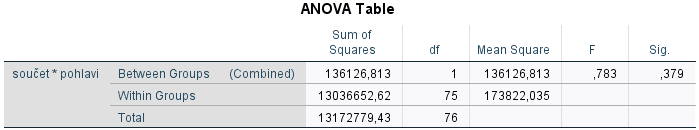 ANOVA Table
Sum of Squares df Mean Square F Sig.
součet * pohlavi Between Groups (Combined) 136126,813 1 136126,813 ,783 ,379
Within Groups 13036652,62 75 173822,035
Total 13172779,43 76